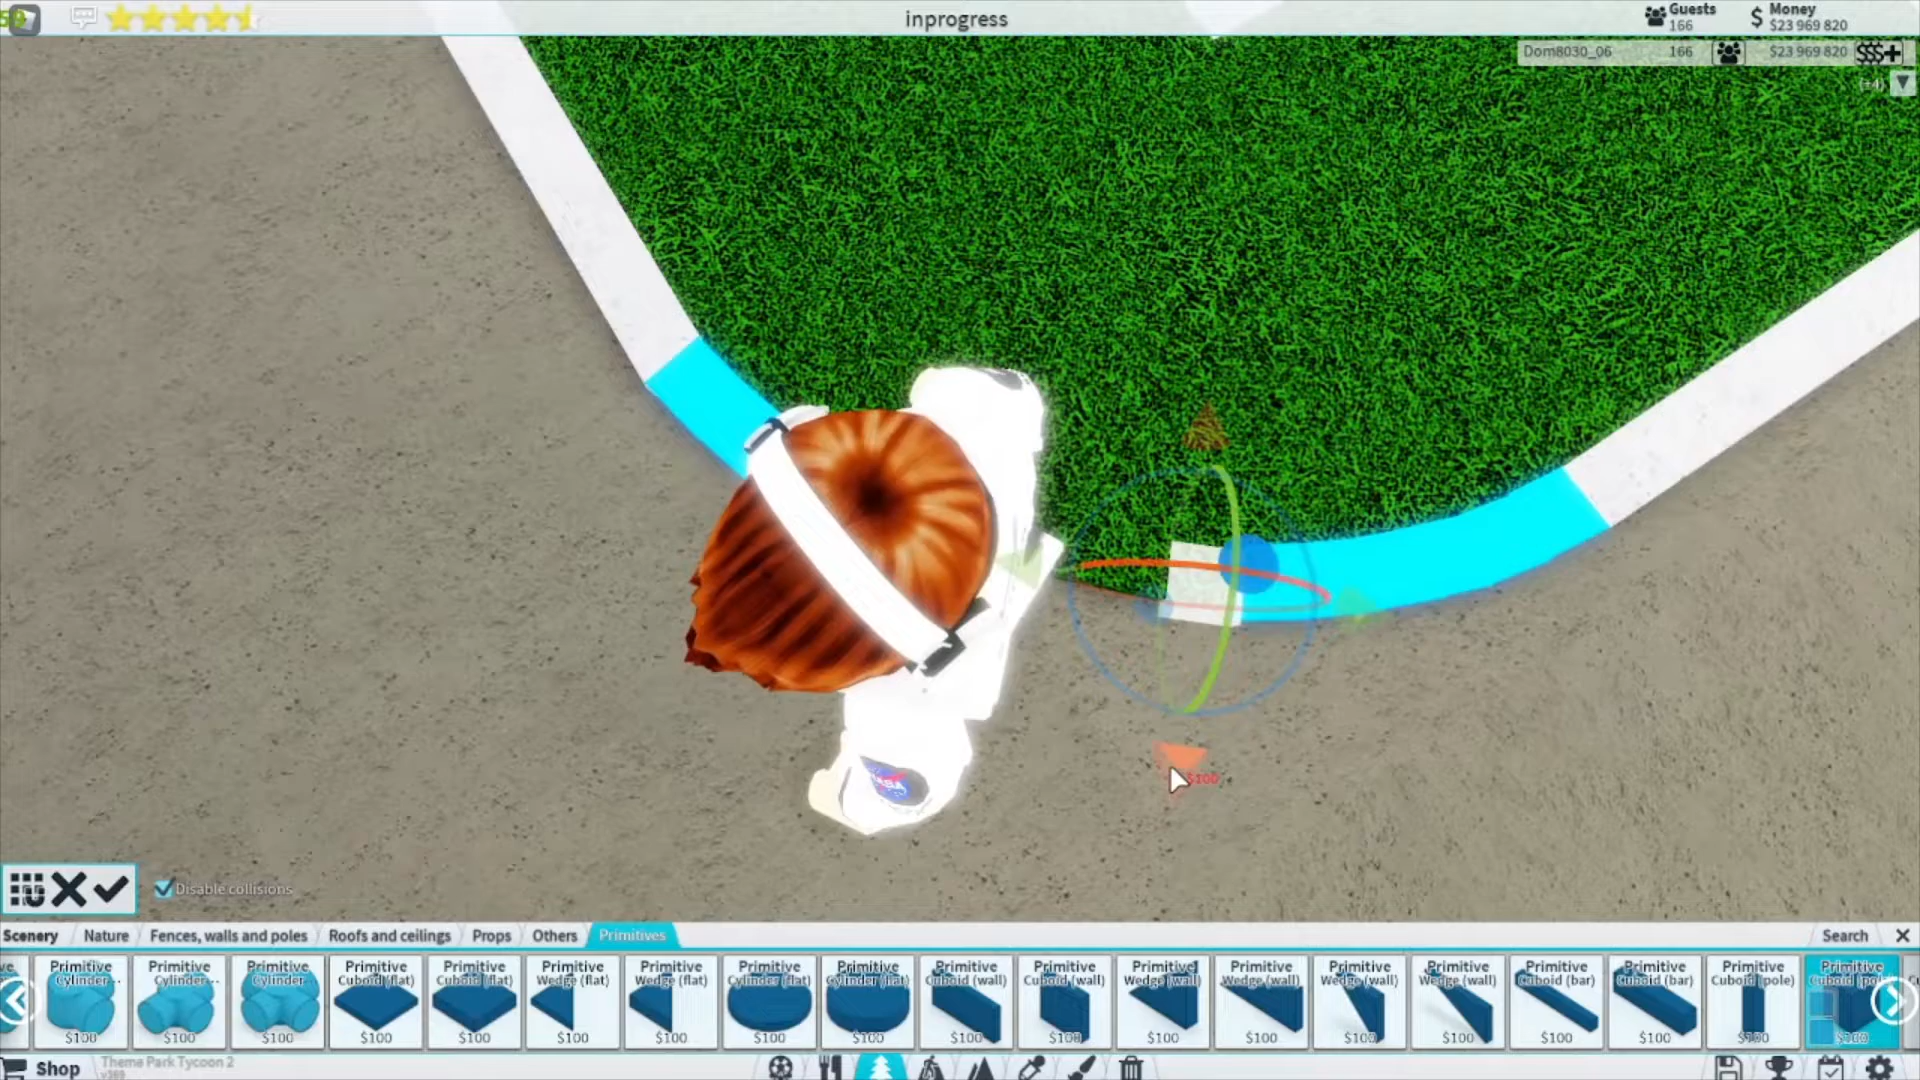 inprogress
Guests
166
$ Money
$23 969 820
Dom8030_06 166 $23 969 820 $$$+
(±4)
$100
NASA
Disable collisions
Scenery Nature Fences, walls and poles Roofs and ceilings Props Others Primitives Search
Primitive Cylinder... $100
Primitive Cylinder... $100
Primitive Cylinder... $100
Primitive Cuboid (flat) $100
Primitive Cuboid (flat) $100
Primitive Wedge (flat) $100
Primitive Wedge (flat) $100
Primitive Cylinder (flat) $100
Primitive Cylinder (flat) $100
Primitive Cuboid (wall) $100
Primitive Cuboid (wall) $100
Primitive Wedge (wall) $100
Primitive Wedge (wall) $100
Primitive Wedge (wall) $100
Primitive Wedge (wall) $100
Primitive Cuboid (bar) $100
Primitive Cuboid (bar) $100
Primitive Cuboid (pole) $100
Primitive Cuboid $100
Shop Theme Park Tycoon 2
v369